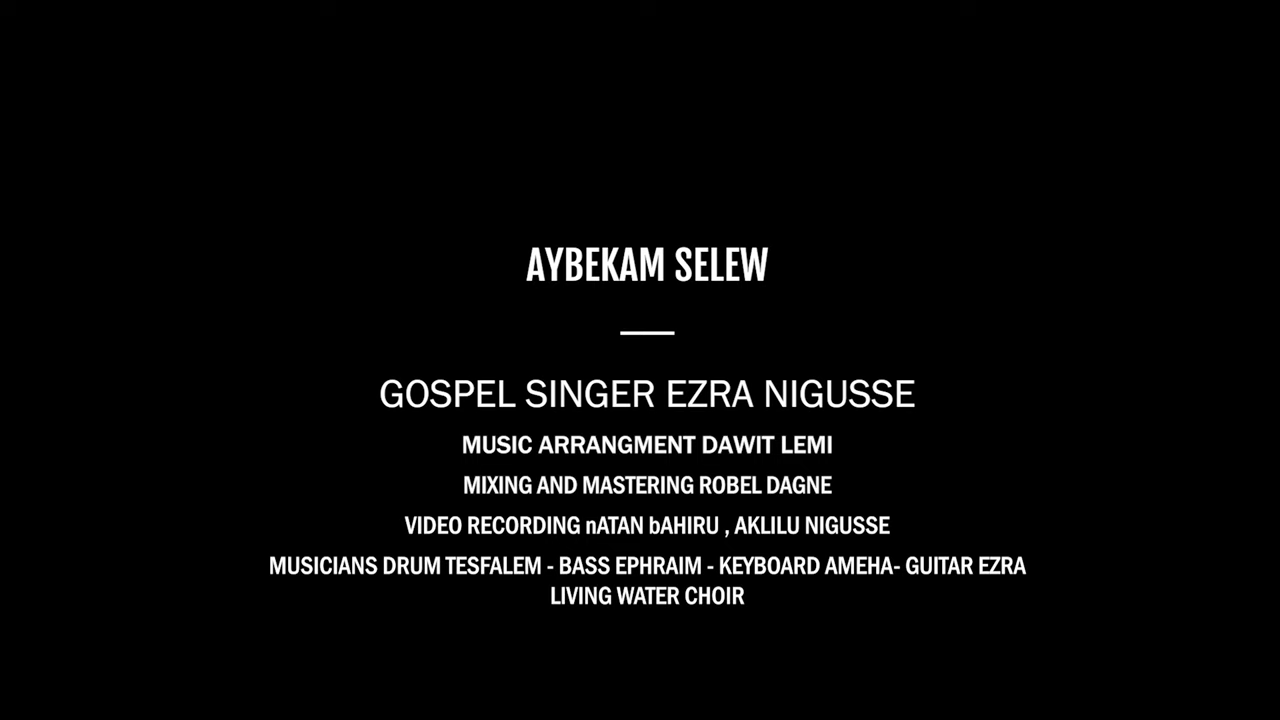 AYBEKAM SELEW
GOSPEL SINGER EZRA NIGUSSE
MUSIC ARRANGMENT DAWIT LEMI
MIXING AND MASTERING ROBEL DAGNE
VIDEO RECORDING nATAN bAHIRU , AKLILU NIGUSSE
MUSICIANS DRUM TESFALEM - BASS EPHRAIM - KEYBOARD AMEHA- GUITAR EZRA
LIVING WATER CHOIR